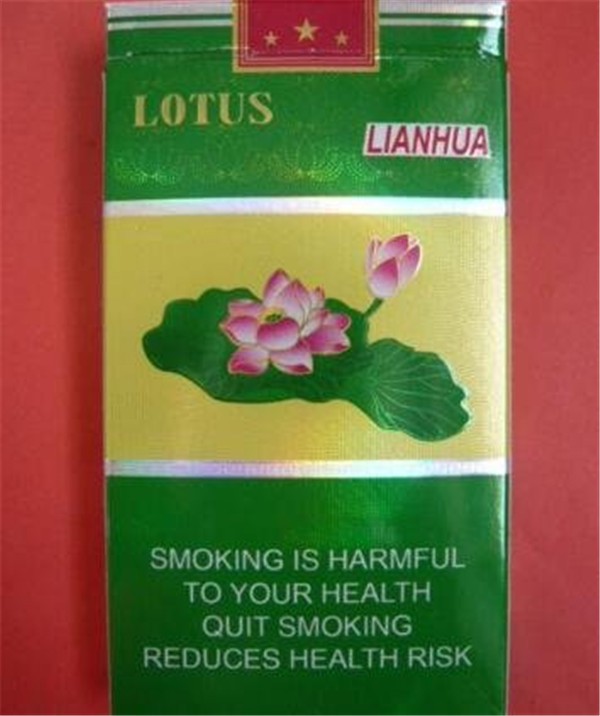 LOTUS
LIANHUA
SMOKING IS HARMFUL
TO YOUR HEALTH
QUIT SMOKING
REDUCES HEALTH RISK